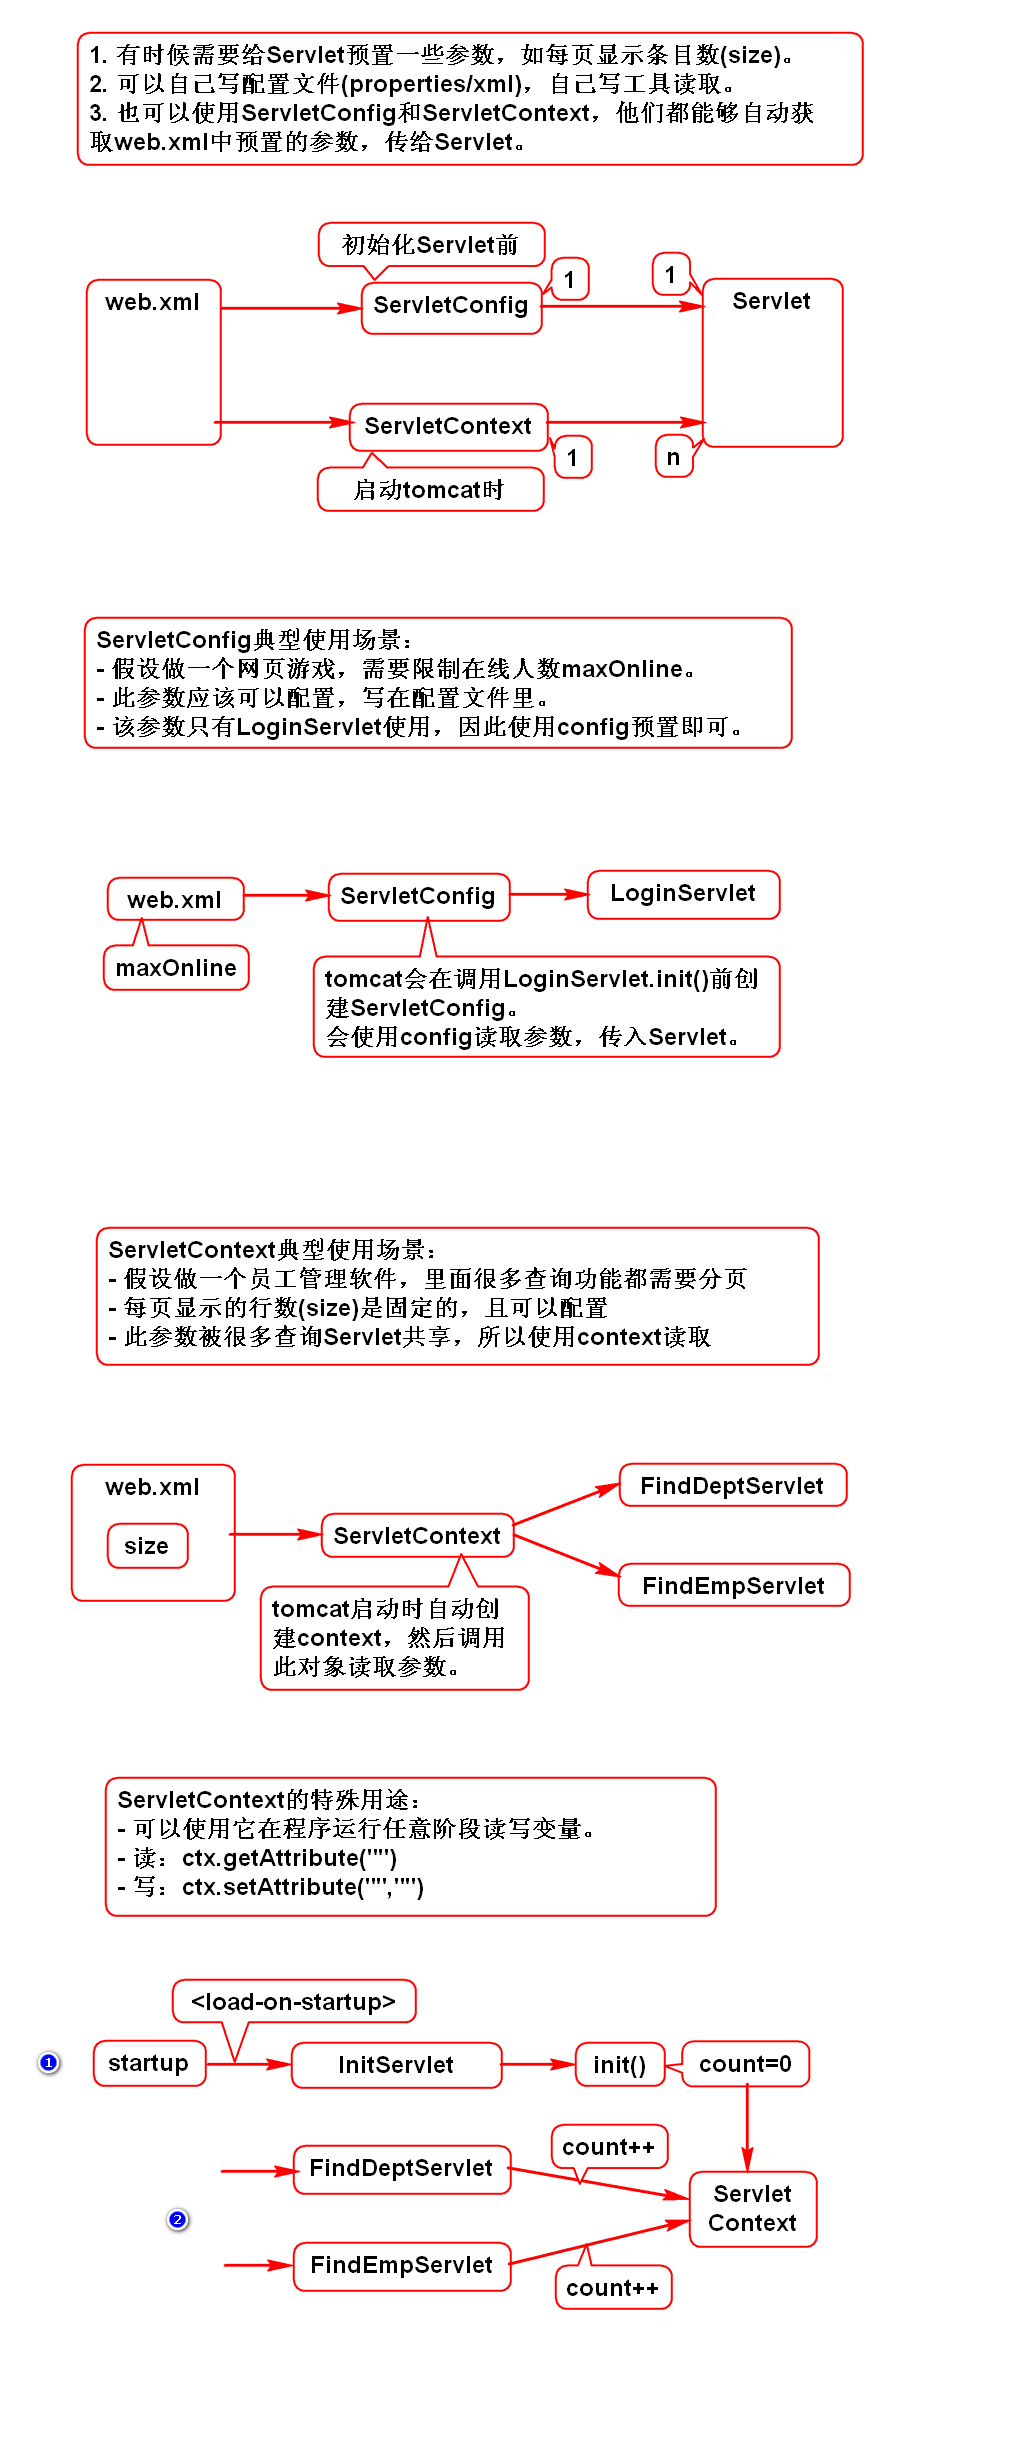 1. 有时候需要给Servlet预置一些参数，如每页显示条目数(size)。
2. 可以自己写配置文件(properties/xml)，自己写工具读取。
3. 也可以使用ServletConfig和ServletContext，他们都能够自动获
取web.xml中预置的参数，传给Servlet。
初始化Servlet前
1
1
web.xml
ServletConfig
Servlet
ServletContext
1
n
启动tomcat时
ServletConfig典型使用场景：
- 假设做一个网页游戏，需要限制在线人数maxOnline。
- 此参数应该可以配置，写在配置文件里。
- 该参数只有LoginServlet使用，因此使用config预置即可。
web.xml
ServletConfig
LoginServlet
maxOnline
tomcat会在调用LoginServlet.init()前创
建ServletConfig。
会使用config读取参数，传入Servlet。
ServletContext典型使用场景：
- 假设做一个员工管理软件，里面很多查询功能都需要分页
- 每页显示的行数(size)是固定的，且可以配置
- 此参数被很多查询Servlet共享，所以使用context读取
web.xml
size
ServletContext
FindDeptServlet
FindEmpServlet
tomcat启动时自动创
建context，然后调用
此对象读取参数。
ServletContext的特殊用途：
- 可以使用它在程序运行任意阶段读写变量。
- 读：ctx.getAttribute("")
- 写：ctx.setAttribute("","")
<load-on-startup>
1
startup
InitServlet
init()
count=0
count++
FindDeptServlet
Servlet
Context
2
FindEmpServlet
count++